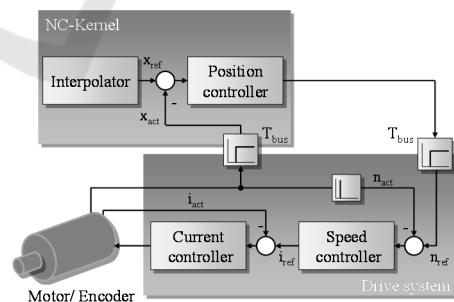 NC-Kernel
Interpolator
x_ref
-
x_act
Position
controller
T_bus
T_bus
n_act
i_act
-
-
Current
controller
i_ref
Speed
controller
n_ref
Drive system
Motor/ Encoder